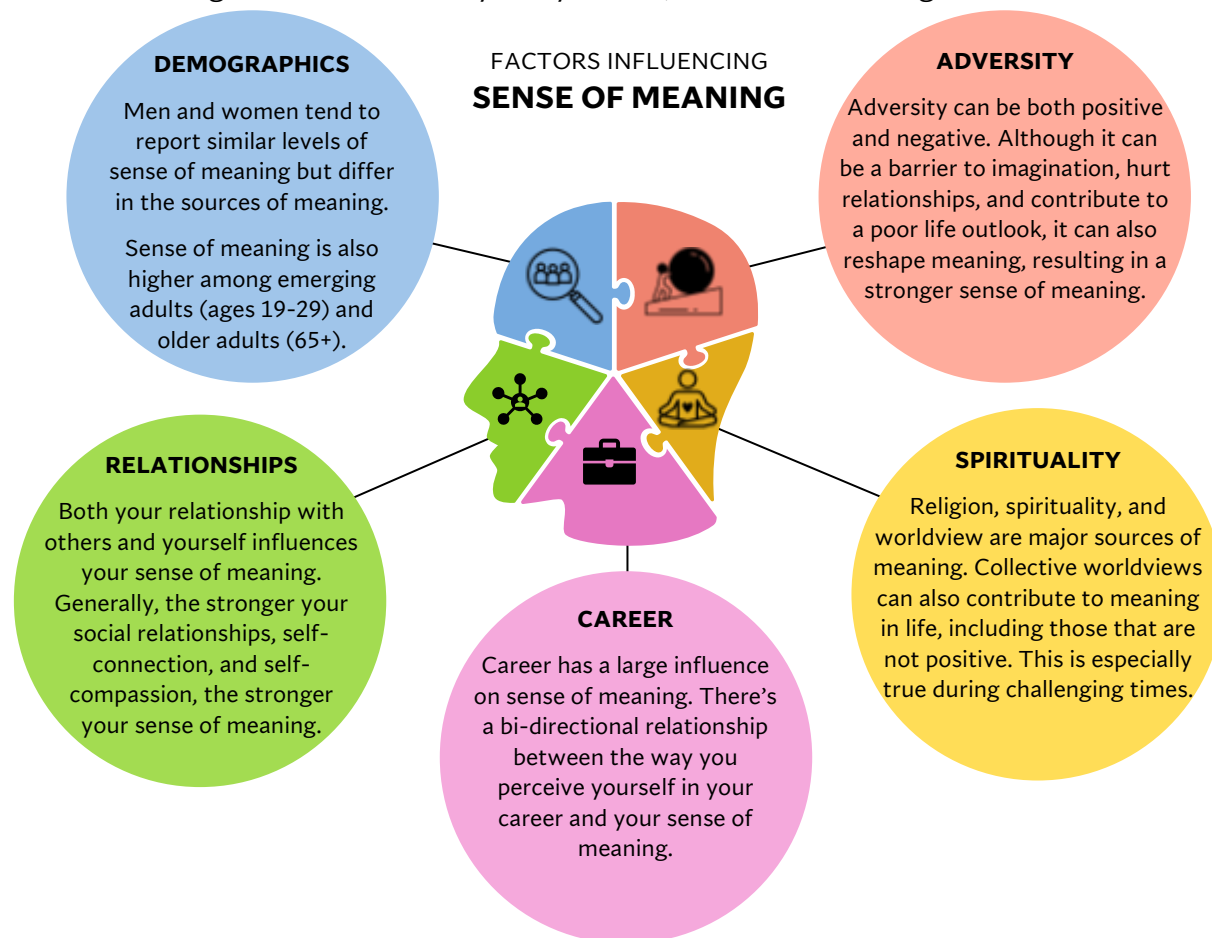 FACTORS INFLUENCING
SENSE OF MEANING
DEMOGRAPHICS
Men and women tend to
report similar levels of
sense of meaning but differ
in the sources of meaning.
Sense of meaning is also
higher among emerging
adults (ages 19-29) and
older adults (65+).
ADVERSITY
Adversity can be both positive
and negative. Although it can
be a barrier to imagination, hurt
relationships, and contribute to
a poor life outlook, it can also
reshape meaning, resulting in a
stronger sense of meaning.
RELATIONSHIPS
Both your relationship with
others and yourself influences
your sense of meaning.
Generally, the stronger your
social relationships, self-
connection, and self-
compassion, the stronger
your sense of meaning.
SPIRITUALITY
Religion, spirituality, and
worldview are major sources of
meaning. Collective worldviews
can also contribute to meaning
in life, including those that are
not positive. This is especially
true during challenging times.
CAREER
Career has a large influence
on sense of meaning. There's
a bi-directional relationship
between the way you
perceive yourself in your
career and your sense of
meaning.